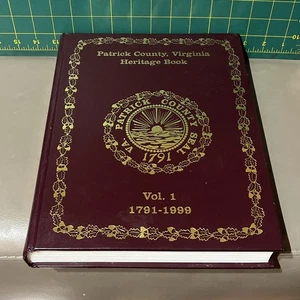 Patrick County, Virginia
Heritage Book
VA PATRICK COUNTY SEAL
1791
Vol. 1
1791-1999